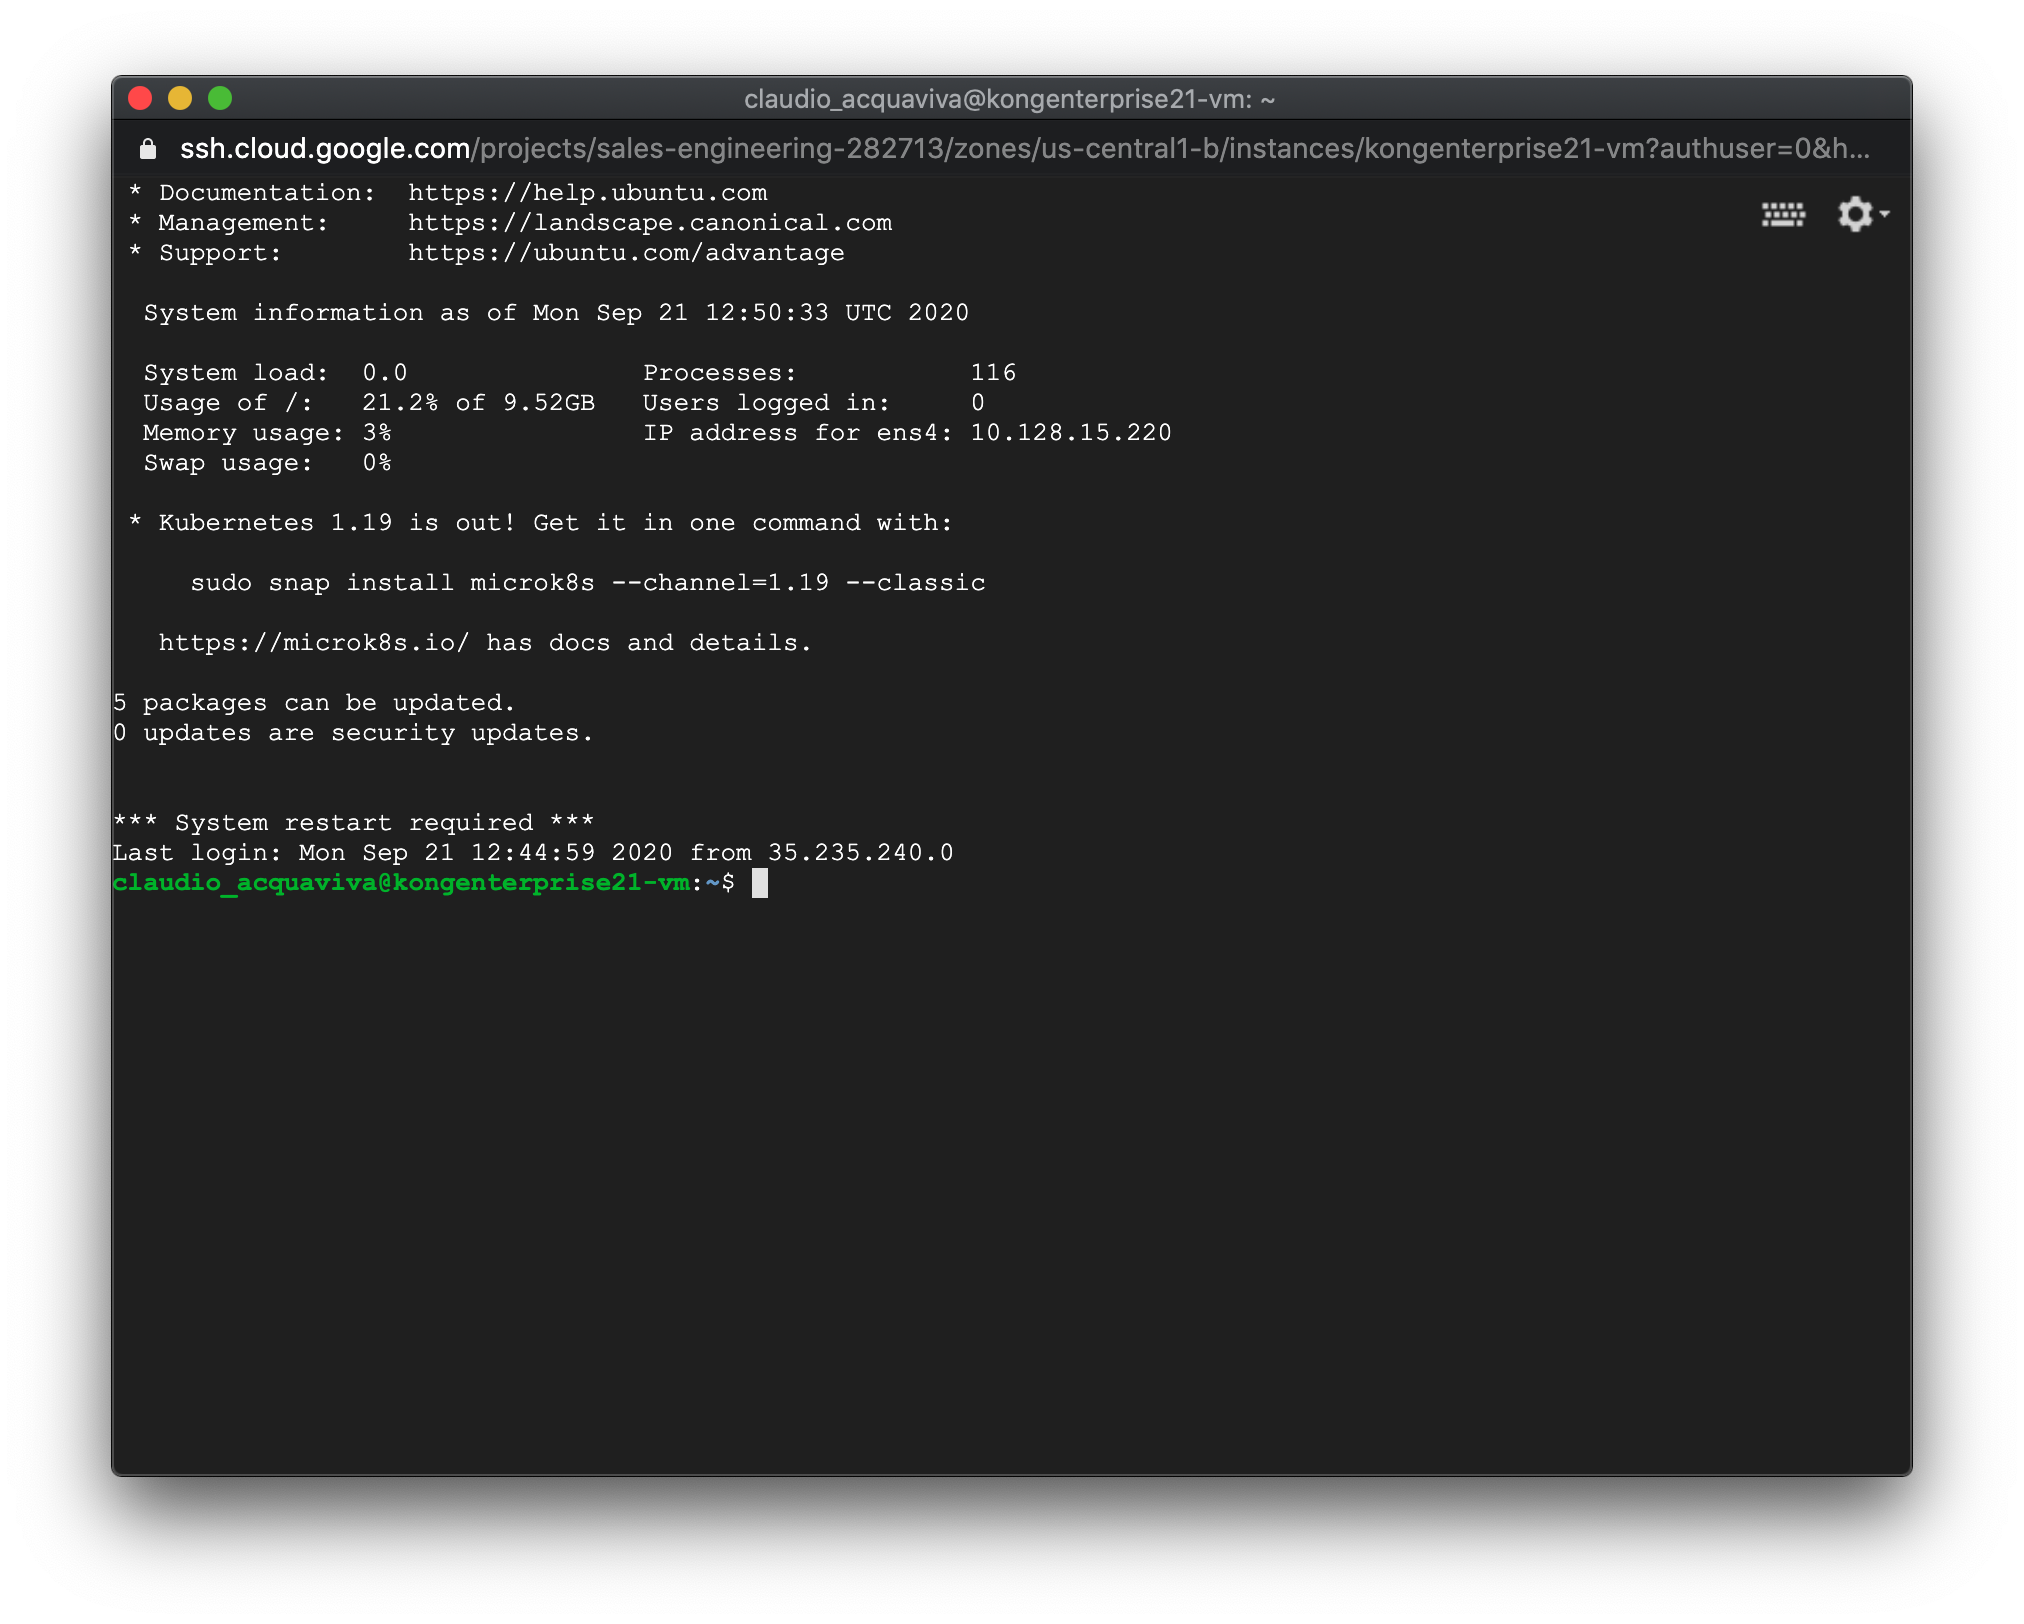 claudio_acquaviva@kongenterprise21-vm: ~
ssh.cloud.google.com/projects/sales-engineering-282713/zones/us-central1-b/instances/kongenterprise21-vm?authuser=0&h...
* Documentation:  https://help.ubuntu.com
* Management:     https://landscape.canonical.com
* Support:        https://ubuntu.com/advantage
System information as of Mon Sep 21 12:50:33 UTC 2020
System load:  0.0               Processes:           116
Usage of /:   21.2% of 9.52GB   Users logged in:     0
Memory usage: 3%                IP address for ens4: 10.128.15.220
Swap usage:   0%
* Kubernetes 1.19 is out! Get it in one command with:
sudo snap install microk8s --channel=1.19 --classic
https://microk8s.io/ has docs and details.
5 packages can be updated.
0 updates are security updates.
*** System restart required ***
Last login: Mon Sep 21 12:44:59 2020 from 35.235.240.0
claudio_acquaviva@kongenterprise21-vm:~$